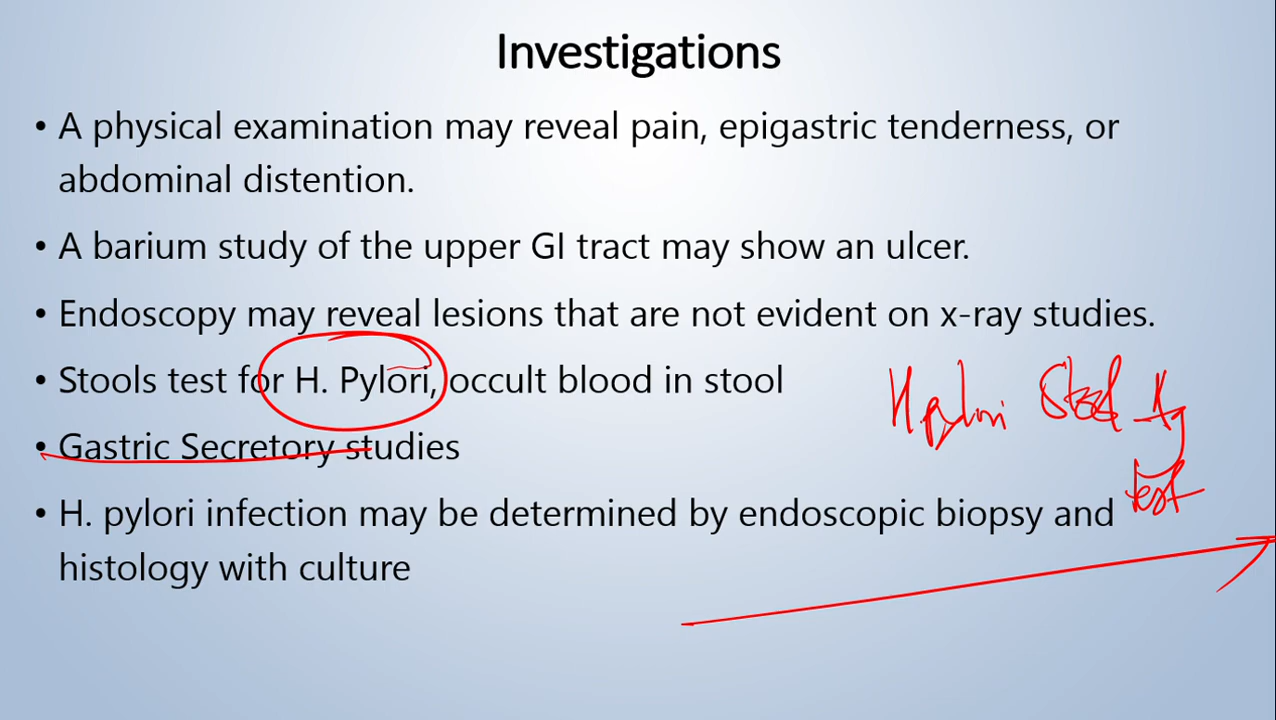 Investigations
• A physical examination may reveal pain, epigastric tenderness, or
abdominal distention.
• A barium study of the upper GI tract may show an ulcer.
• Endoscopy may reveal lesions that are not evident on x-ray studies.
• Stools test for H. Pylori, occult blood in stool
H pylori Stool Ag
test
• Gastric Secretory studies
• H. pylori infection may be determined by endoscopic biopsy and
histology with culture